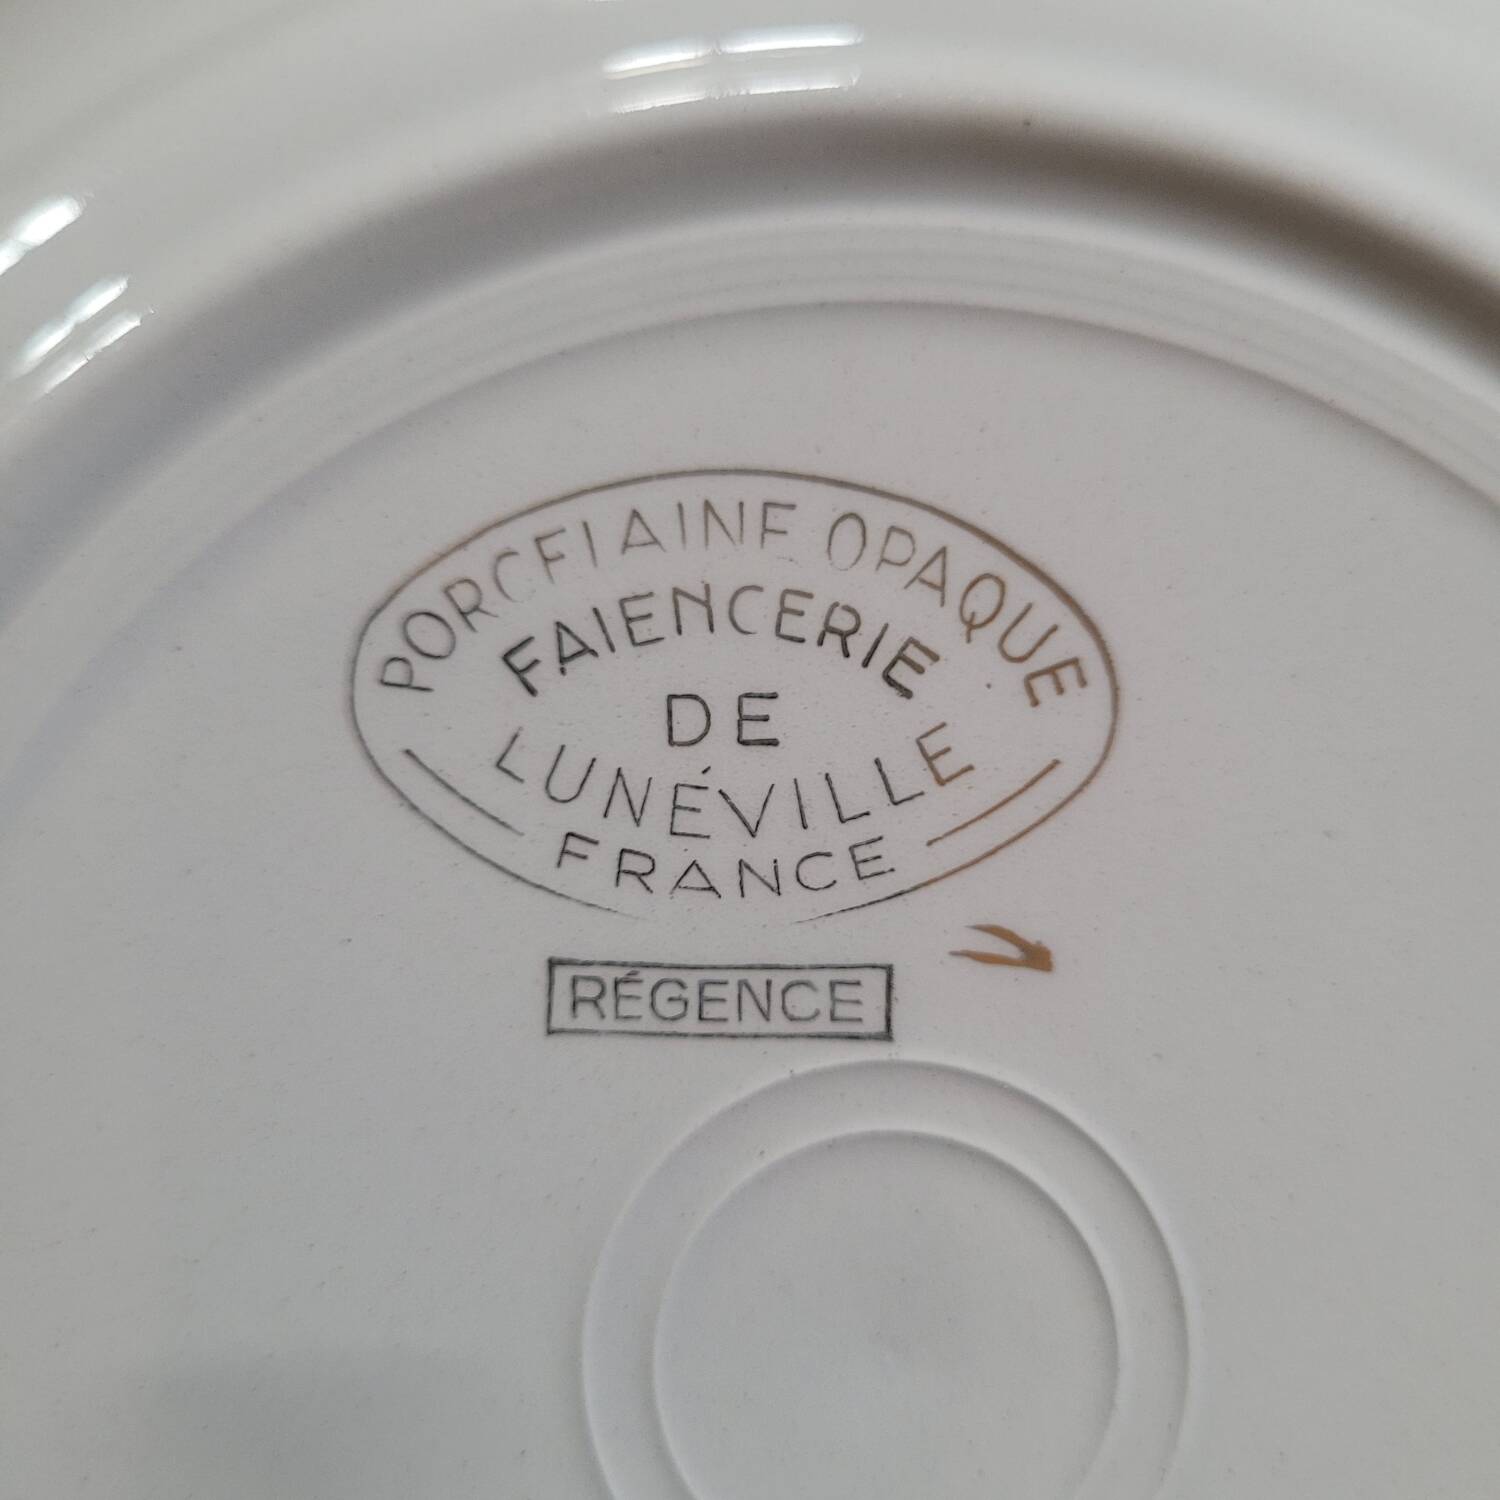 PORCELAINE OPAQUE
FAIENCERIE
DE
LUNÉVILLE
FRANCE
RÉGENCE